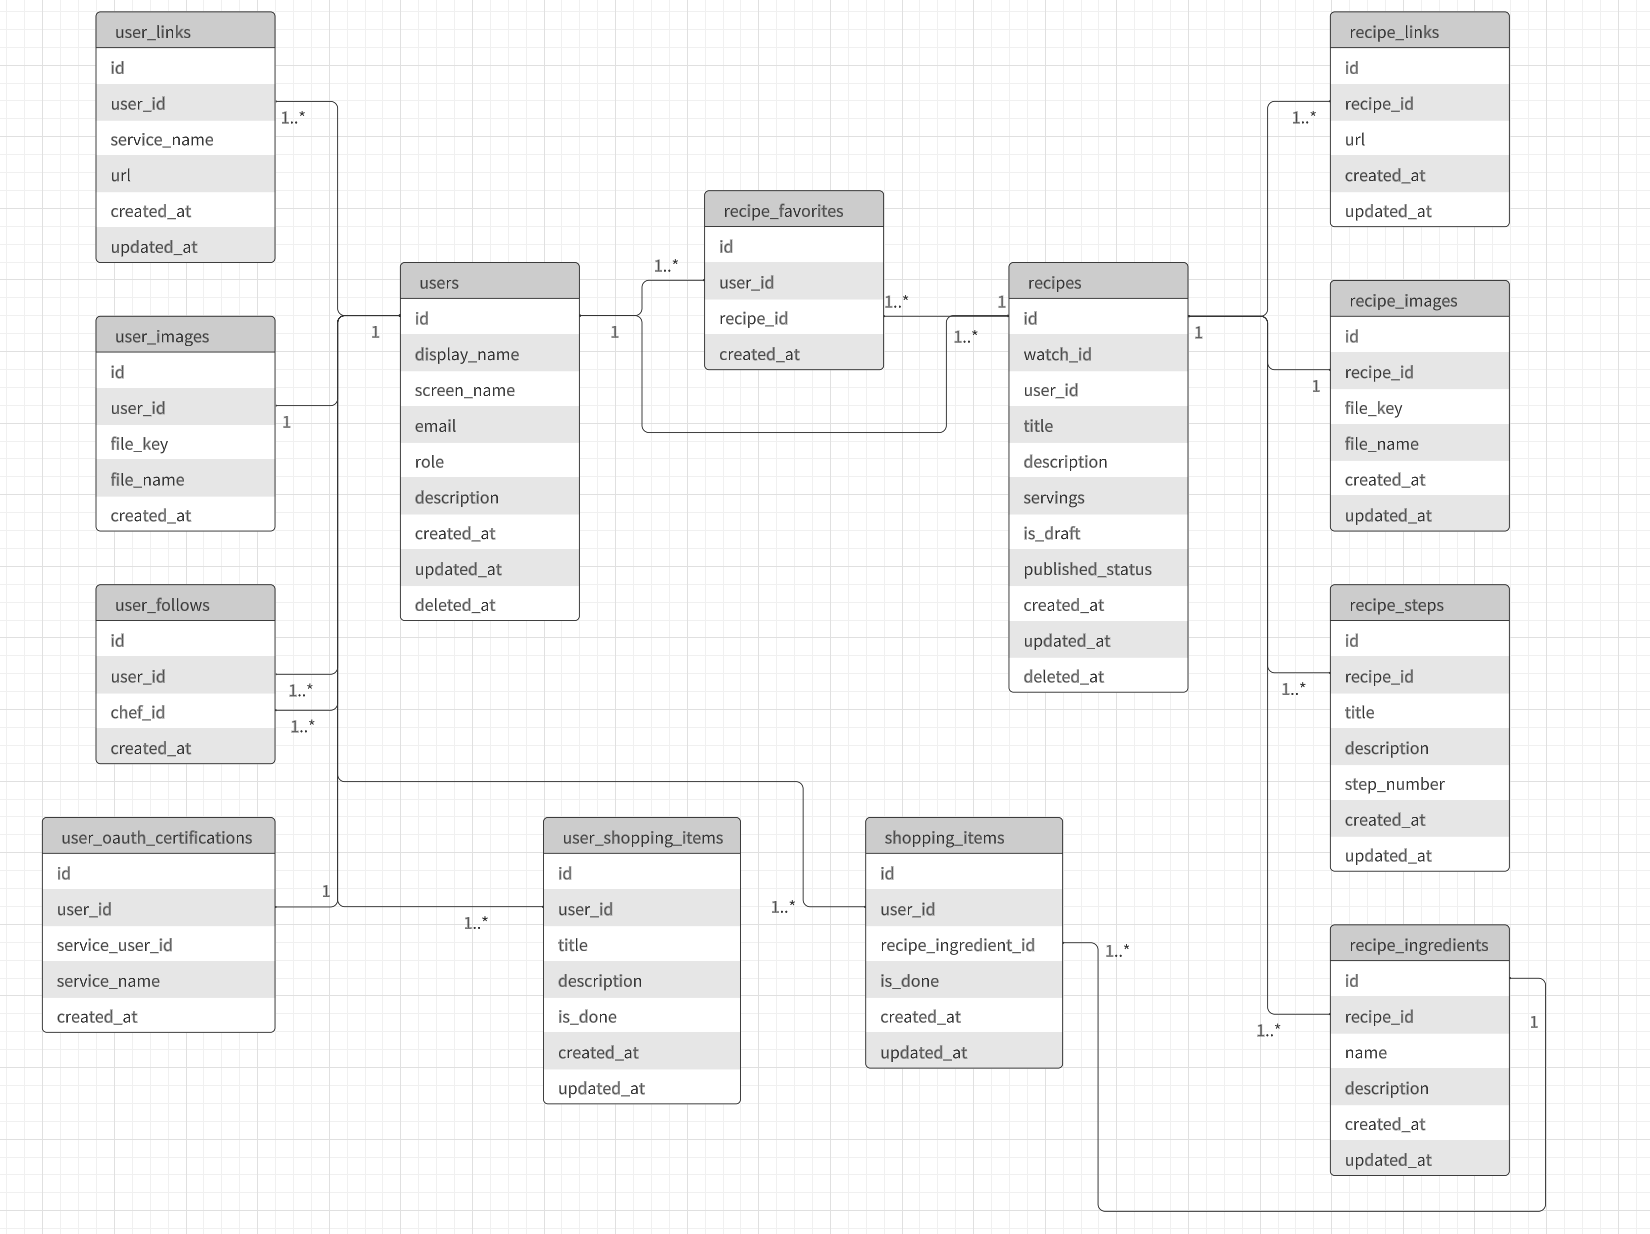 user_links
id
user_id
service_name
url
created_at
updated_at
1..*
user_images
id
user_id
file_key
file_name
created_at
1
user_follows
id
user_id
chef_id
created_at
1..*
1..*
user_oauth_certifications
id
user_id
service_user_id
service_name
created_at
1
users
id
display_name
screen_name
email
role
description
created_at
updated_at
deleted_at
1
1
user_shopping_items
id
user_id
title
description
is_done
created_at
updated_at
1..*
recipe_favorites
id
user_id
recipe_id
created_at
1..*
1..*
shopping_items
id
user_id
recipe_ingredient_id
is_done
created_at
updated_at
1..*
1..*
recipes
id
watch_id
user_id
title
description
servings
is_draft
published_status
created_at
updated_at
deleted_at
1
1..*
1
recipe_links
id
recipe_id
url
created_at
updated_at
1..*
recipe_images
id
recipe_id
file_key
file_name
created_at
updated_at
1
recipe_steps
id
recipe_id
title
description
step_number
created_at
updated_at
1..*
recipe_ingredients
id
recipe_id
name
description
created_at
updated_at
1..*
1